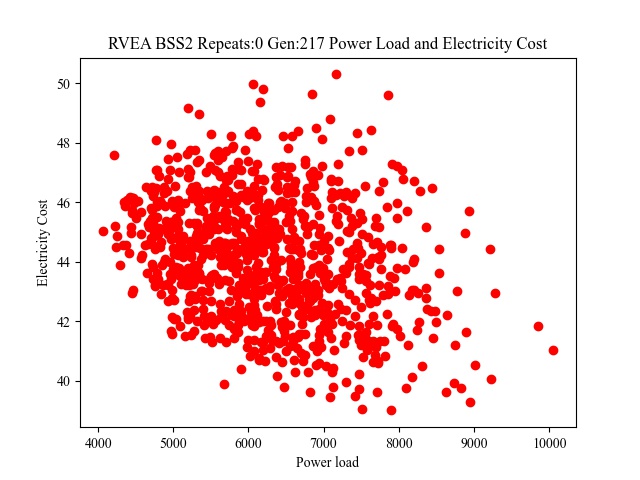 RVEA BSS2 Repeats:0 Gen:217 Power Load and Electricity Cost
50
48
46
44
42
40
Electricity Cost
4000 5000 6000 7000 8000 9000 10000
Power load